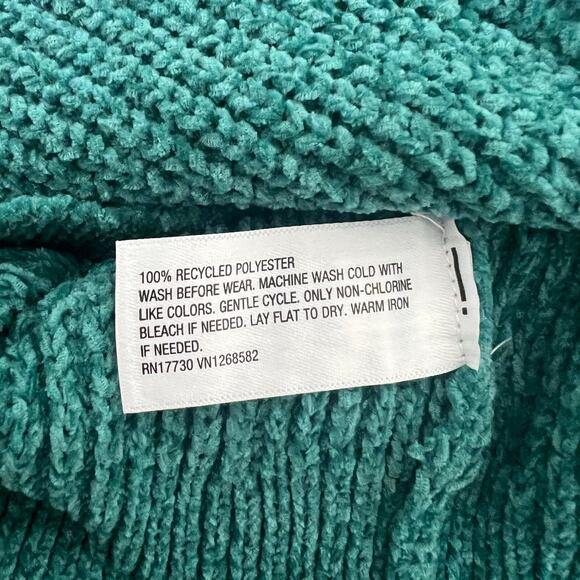 100% RECYCLED POLYESTER
WASH BEFORE WEAR. MACHINE WASH COLD WITH
LIKE COLORS. GENTLE CYCLE. ONLY NON-CHLORINE
BLEACH IF NEEDED. LAY FLAT TO DRY. WARM IRON
IF NEEDED.
RN17730 VN1268582